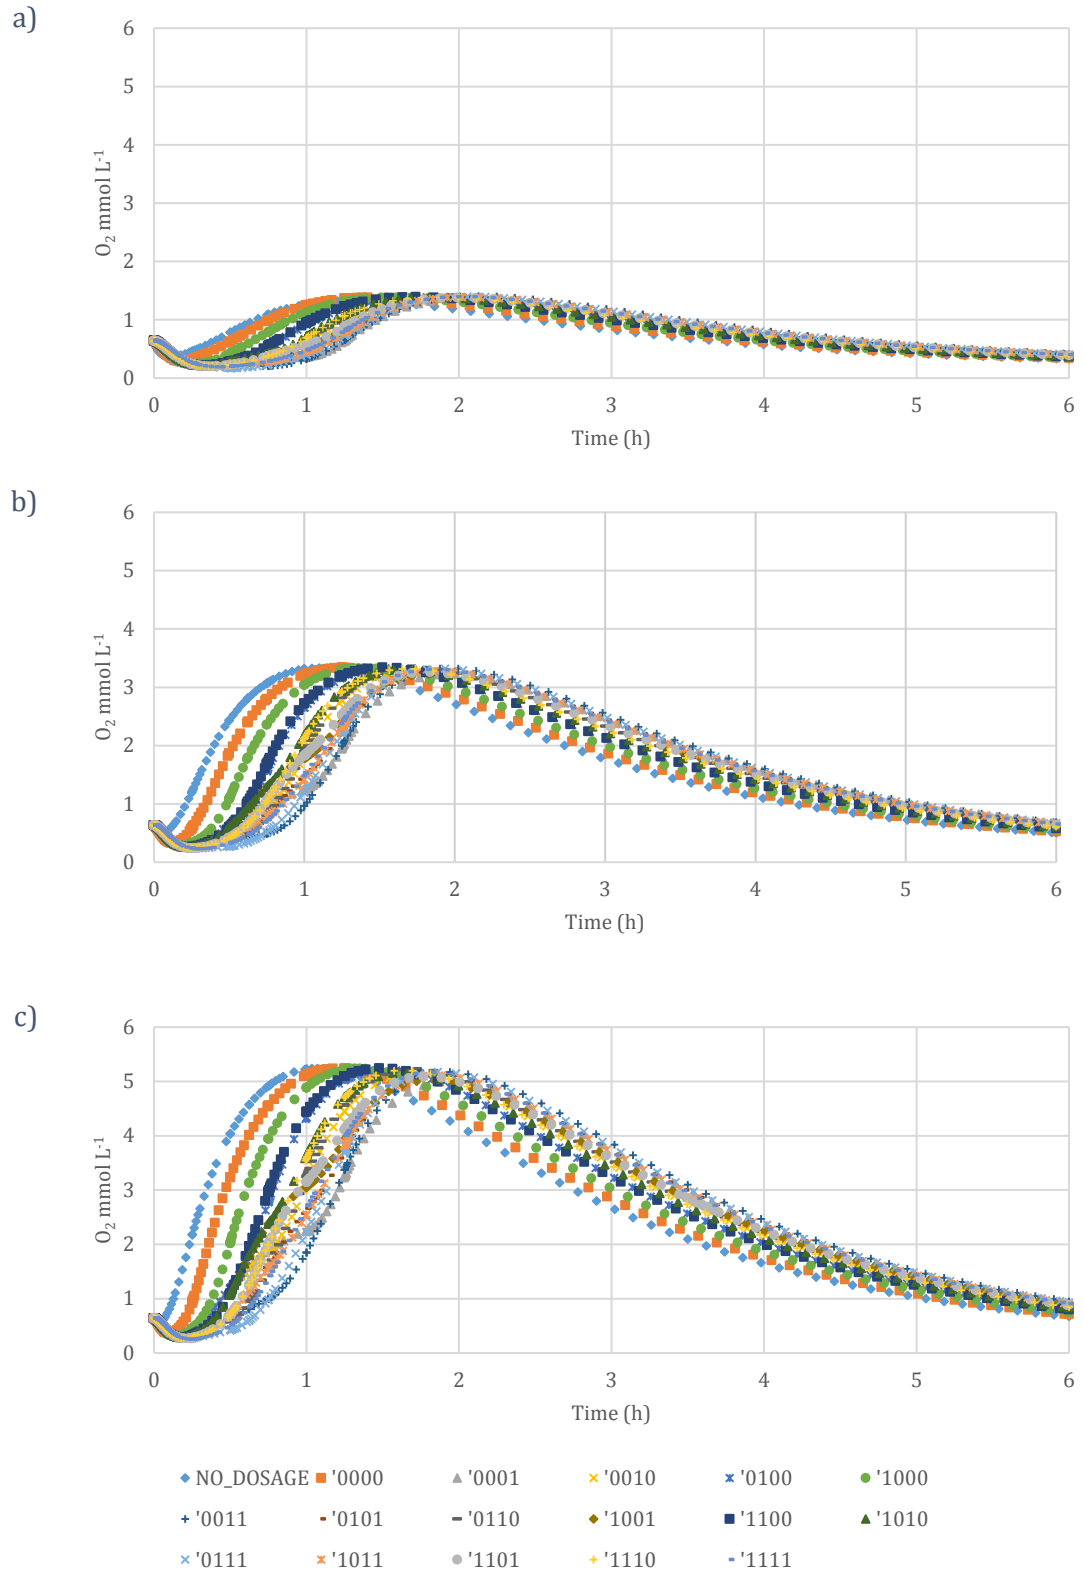 a)
6
5
4
3
2
1
0
O₂ mmol L⁻¹
0 1 2 3 4 5 6
Time (h)
b)
6
5
4
3
2
1
0
O₂ mmol L⁻¹
0 1 2 3 4 5 6
Time (h)
c)
6
5
4
3
2
1
0
O₂ mmol L⁻¹
0 1 2 3 4 5 6
Time (h)
NO_DOSAGE '0000 '0001 '0010 '0100 '1000
'0011 '0101 '0110 '1001 '1100 '1010
'0111 '1011 '1101 '1110 '1111